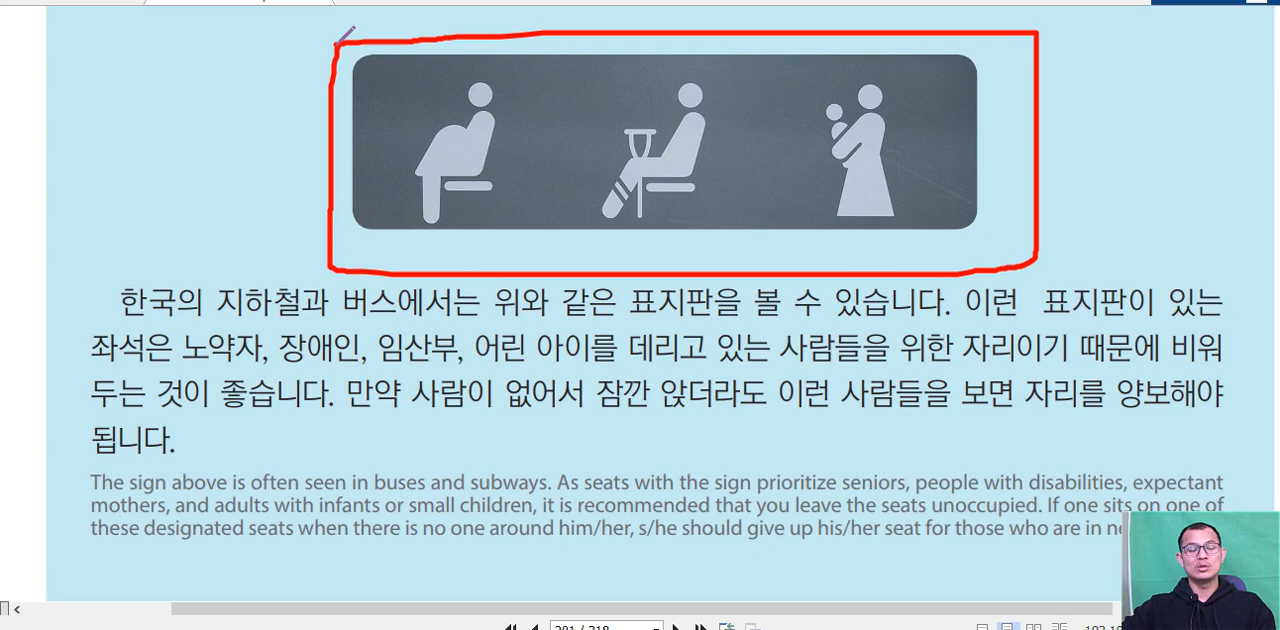 한국의 지하철과 버스에서는 위와 같은 표지판을 볼 수 있습니다. 이런 표지판이 있는
좌석은 노약자, 장애인, 임산부, 어린 아이를 데리고 있는 사람들을 위한 자리이기 때문에 비워
두는 것이 좋습니다. 만약 사람이 없어서 잠깐 앉더라도 이런 사람들을 보면 자리를 양보해야
됩니다.
The sign above is often seen in buses and subways. As seats with the sign prioritize seniors, people with disabilities, expectant
mothers, and adults with infants or small children, it is recommended that you leave the seats unoccupied. If one sits on one of
these designated seats when there is no one around him/her, s/he should give up his/her seat for those who are in